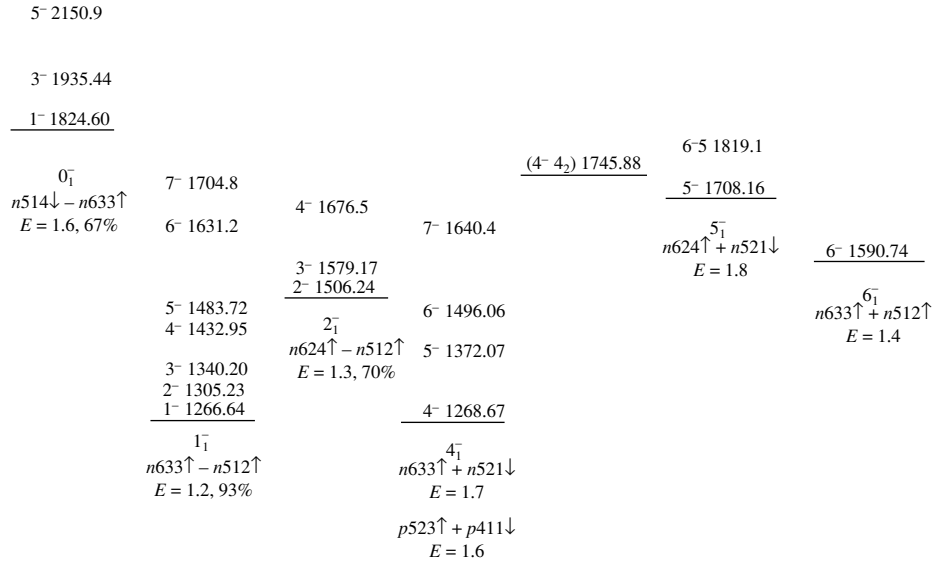 5⁻ 2150.9
3⁻ 1935.44
1⁻ 1824.60
0₁⁻
n514↓ – n633↑
E = 1.6, 67%
7⁻ 1704.8
6⁻ 1631.2
5⁻ 1483.72
4⁻ 1432.95
3⁻ 1340.20
2⁻ 1305.23
1⁻ 1266.64
1₁⁻
n633↑ – n512↑
E = 1.2, 93%
4⁻ 1676.5
3⁻ 1579.17
2⁻ 1506.24
2₁⁻
n624↑ – n512↑
E = 1.3, 70%
7⁻ 1640.4
6⁻ 1496.06
5⁻ 1372.07
4⁻ 1268.67
4₁⁻
n633↑ + n521↓
E = 1.7
p523↑ + p411↓
E = 1.6
(4⁻ 4₂) 1745.88
6⁻5 1819.1
5⁻ 1708.16
5₁⁻
n624↑ + n521↓
E = 1.8
6⁻ 1590.74
6₁⁻
n633↑ + n512↑
E = 1.4